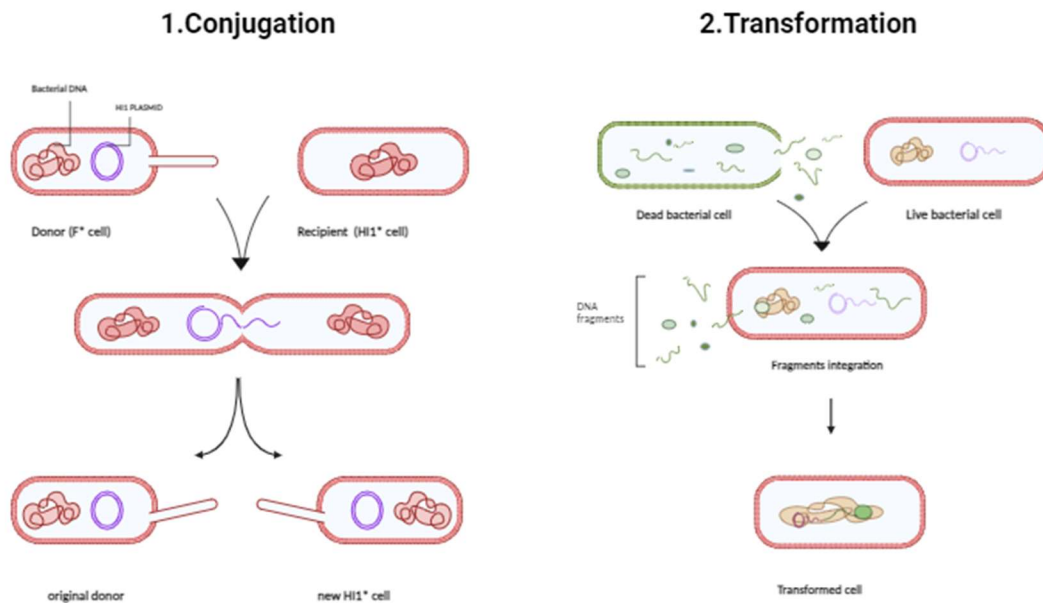 1.Conjugation
2.Transformation
Bacterial DNA
HI1 PLASMID
Donor (F* cell)
Recipient (HI1* cell)
Dead bacterial cell
Live bacterial cell
DNA
fragments
Fragments integration
original donor
new HI1* cell
Transformed cell